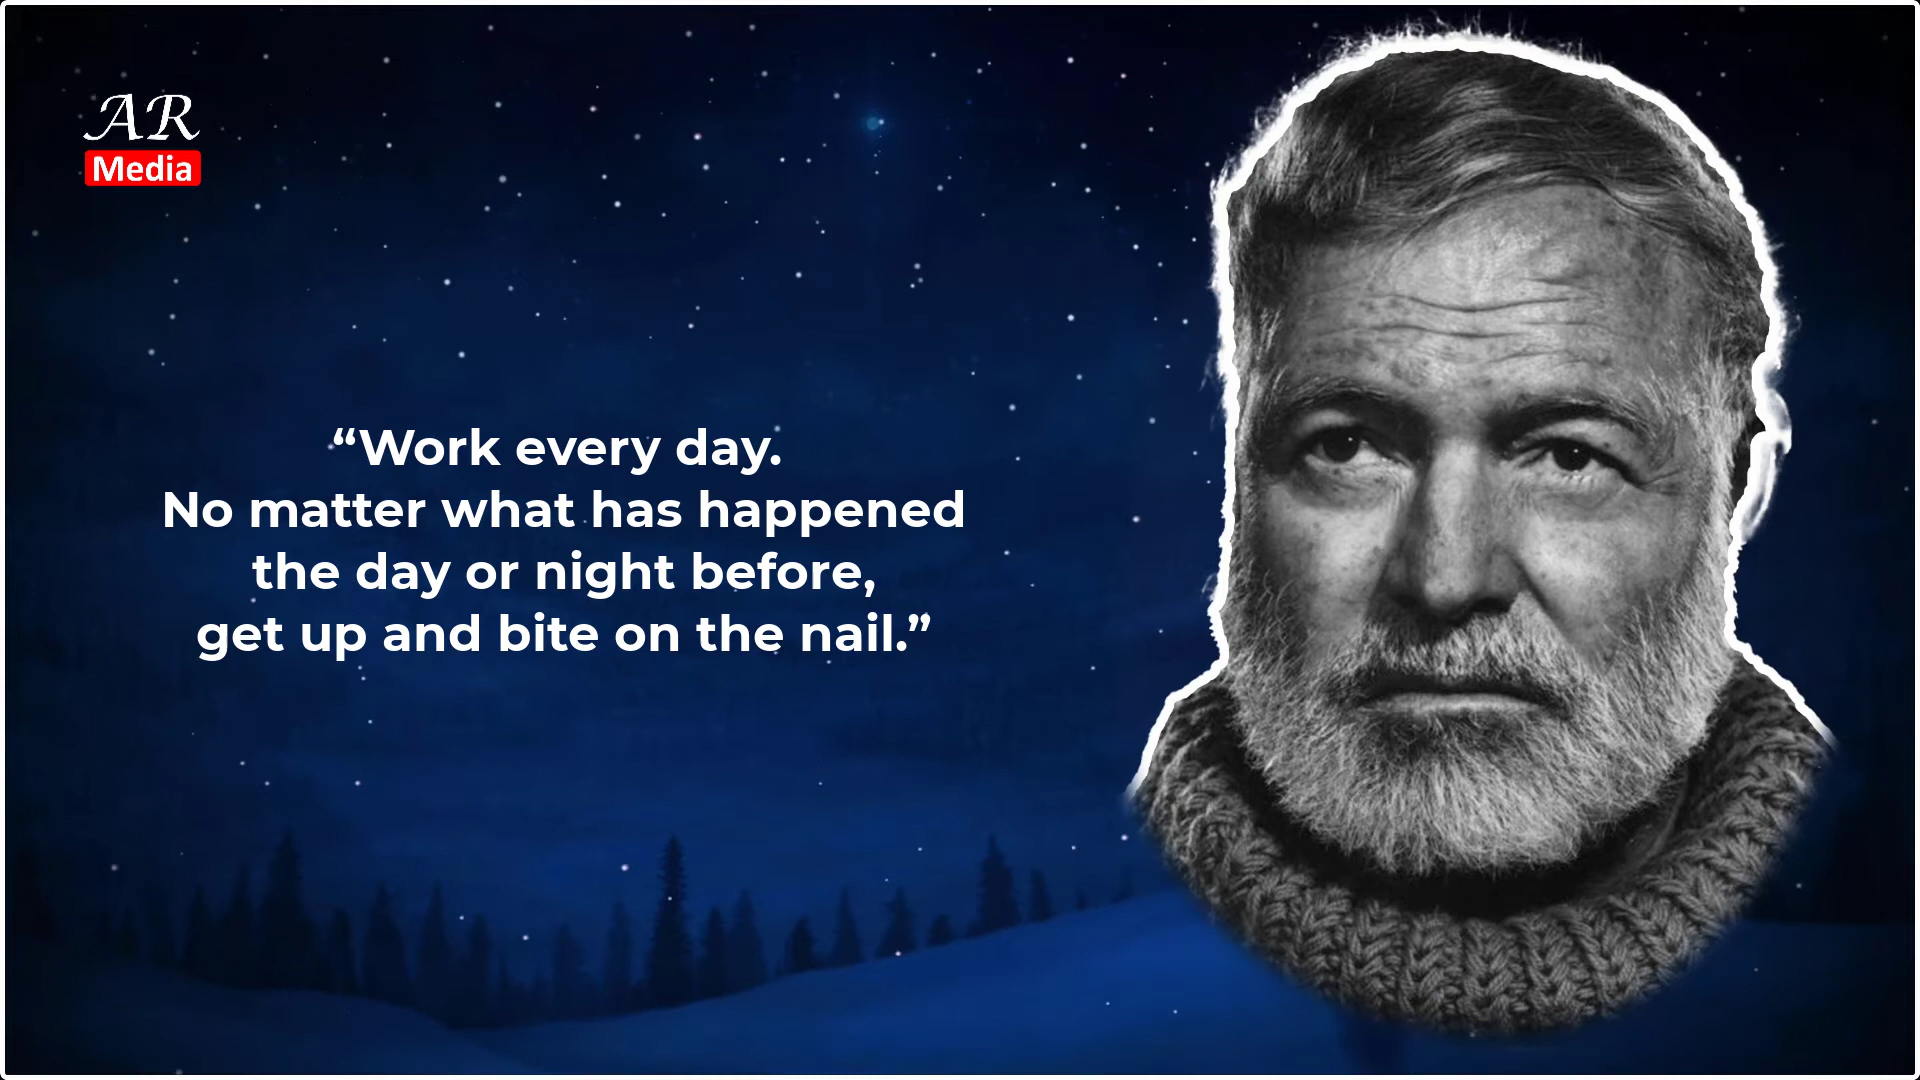 AR
Media
“Work every day.
No matter what has happened
the day or night before,
get up and bite on the nail.”